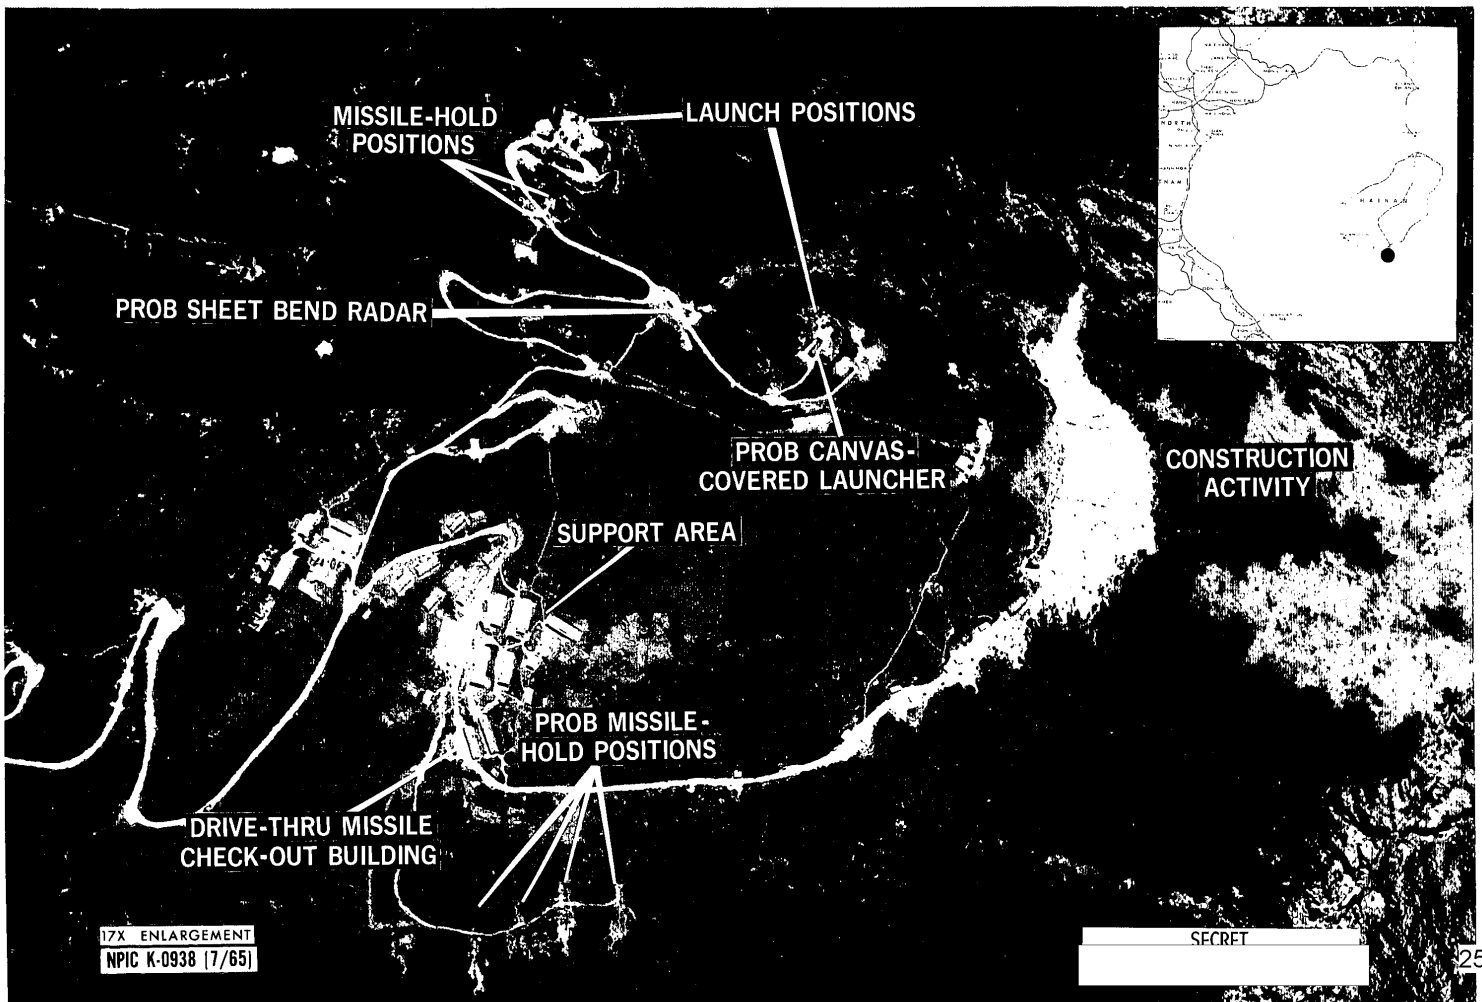 MISSILE-HOLD
POSITIONS
LAUNCH POSITIONS
PROB SHEET BEND RADAR
PROB CANVAS-
COVERED LAUNCHER
CONSTRUCTION
ACTIVITY
SUPPORT AREA
PROB MISSILE-
HOLD POSITIONS
DRIVE-THRU MISSILE
CHECK-OUT BUILDING
17X ENLARGEMENT
NPIC K-0938 (7/65)
SECRET
25
NORTH
HAINAN